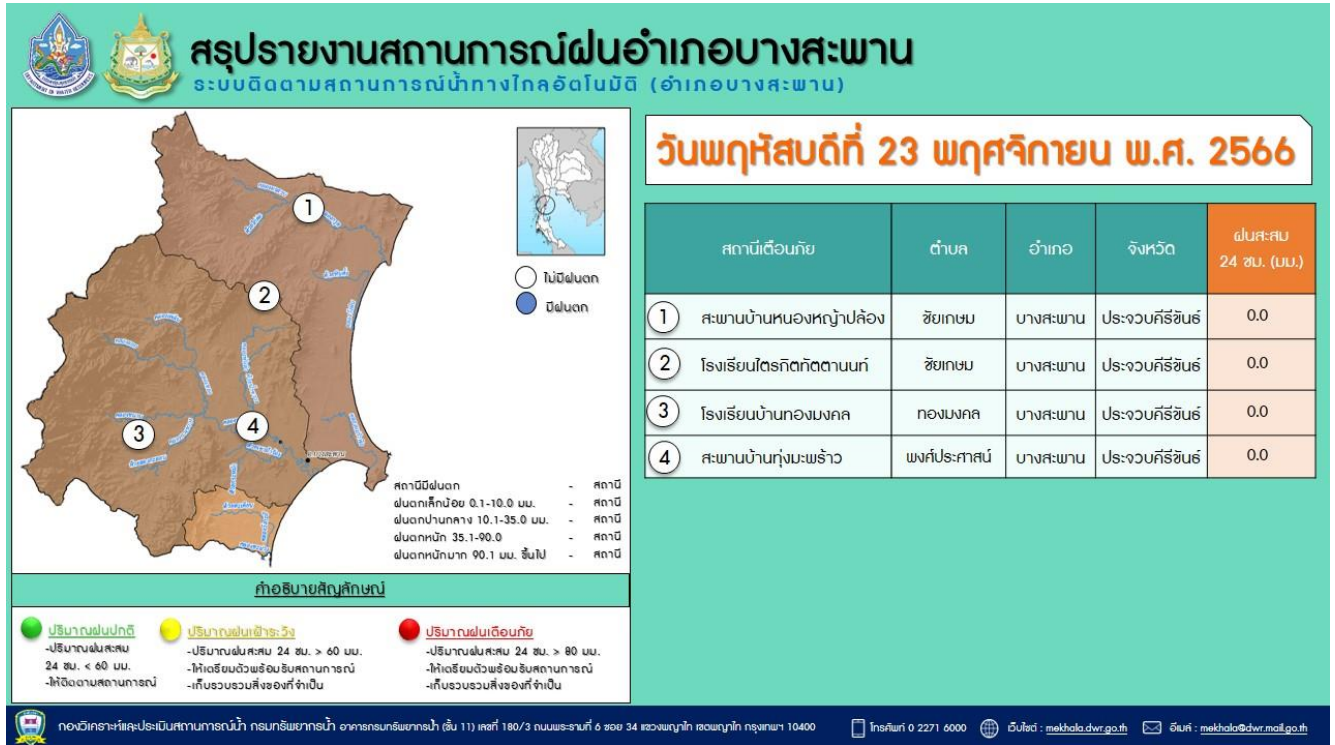 สรุปรายงานสถานการณ์ฝนอำเภอบางสะพาน
ระบบติดตามสถานการณ์น้ำทางไกลอัตโนมัติ (อำเภอบางสะพาน)
วันพฤหัสบดีที่ 23 พฤศจิกายน พ.ศ. 2566
1
2
3
4
อ.บางสะพาน
ไม่มีฝนตก
มีฝนตก
สถานีมีฝนตก - สถานี
ฝนตกเล็กน้อย 0.1-10.0 มม. - สถานี
ฝนตกปานกลาง 10.1-35.0 มม. - สถานี
ฝนตกหนัก 35.1-90.0 - สถานี
ฝนตกหนักมาก 90.1 มม. ขึ้นไป - สถานี
สถานีเตือนภัย ตำบล อำเภอ จังหวัด ฝนสะสม
24 ชม. (มม.)
1 สะพานบ้านหนองหญ้าปล้อง ชัยเกษม บางสะพาน ประจวบคีรีขันธ์ 0.0
2 โรงเรียนไตรกิตทัตตานนท์ ชัยเกษม บางสะพาน ประจวบคีรีขันธ์ 0.0
3 โรงเรียนบ้านทองมงคล ทองมงคล บางสะพาน ประจวบคีรีขันธ์ 0.0
4 สะพานบ้านทุ่งมะพร้าว พงศ์ประศาสน์ บางสะพาน ประจวบคีรีขันธ์ 0.0
คำอธิบายสัญลักษณ์
ปริมาณฝนปกติ
-ปริมาณฝนสะสม
24 ชม. < 60 มม.
-ให้ติดตามสถานการณ์
ปริมาณฝนเฝ้าระวัง
-ปริมาณฝนสะสม 24 ชม. > 60 มม.
-ให้เตรียมตัวพร้อมรับสถานการณ์
-เก็บรวบรวมสิ่งของที่จำเป็น
ปริมาณฝนเตือนภัย
-ปริมาณฝนสะสม 24 ชม. > 80 มม.
-ให้เตรียมตัวพร้อมรับสถานการณ์
-เก็บรวบรวมสิ่งของที่จำเป็น
กองวิเคราะห์และประเมินสถานการณ์น้ำ กรมทรัพยากรน้ำ อาคารกรมทรัพยากรน้ำ (ชั้น 11) เลขที่ 180/3 ถนนพระรามที่ 6 ซอย 34 แขวงพญาไท เขตพญาไท กรุงเทพฯ 10400 โทรศัพท์ 0 2271 6000 เว็บไซต์ : mekhala.dwr.go.th อีเมล์ : mekhala@dwr.mail.go.th